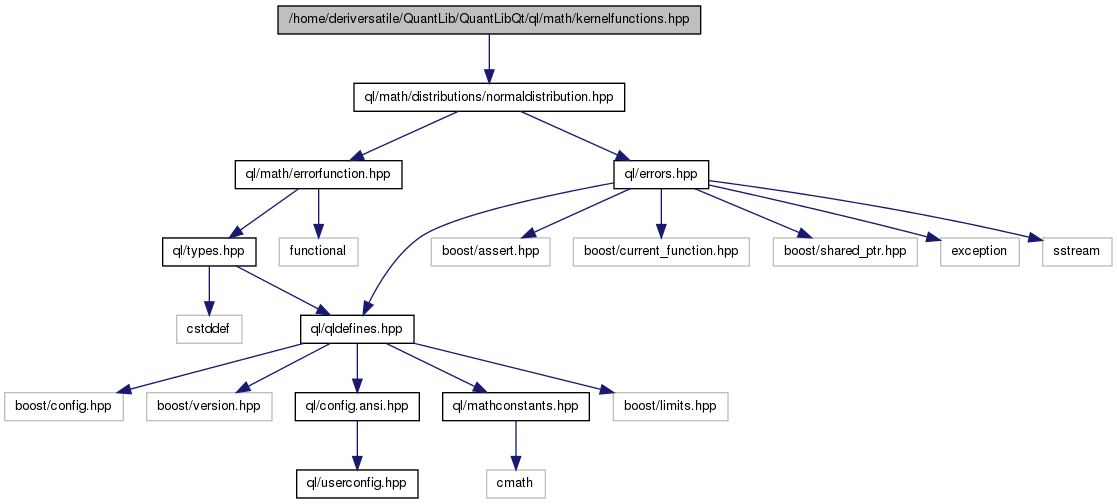 /home/deriversatile/QuantLib/QuantLibQt/ql/math/kernelfunctions.hpp
ql/math/distributions/normaldistribution.hpp
ql/math/errorfunction.hpp
ql/errors.hpp
ql/types.hpp
functional
boost/assert.hpp
boost/current_function.hpp
boost/shared_ptr.hpp
exception
sstream
cstddef
ql/qldefines.hpp
boost/config.hpp
boost/version.hpp
ql/config.ansi.hpp
ql/mathconstants.hpp
boost/limits.hpp
ql/userconfig.hpp
cmath